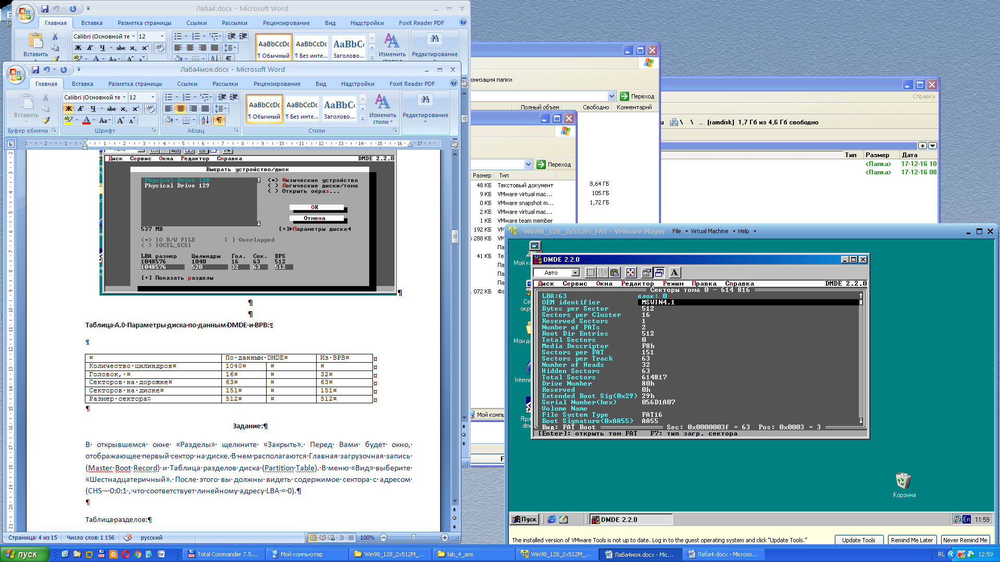 Лаба4.docx - Microsoft Word
Главная Вставка Разметка страницы Ссылки Рассылки Рецензирование Вид Надстройки Foxit Reader PDF
Calibri (Основной те 12
AaBbCcDc AaBbCcDc AaBbC
Вставить
¶ Обычный ¶ Без инте... Заголово... Изменить стили Редактирование
Лаба4моя.docx - Microsoft Word
Главная Вставка Разметка страницы Ссылки Рассылки Рецензирование Вид Надстройки Foxit Reader PDF
Calibri (Основной те 12
AaBbCcDc AaBbCcDc AaBbCc
Вставить
¶ Обычный ¶ Без инте... Заголово... Изменить стили Редактирование
Буфер обмена Шрифт Абзац Стили
Диск Сервис Окна Редактор Справка DMDE 2.2.0
Выбрать устройство/диск
Physical Drive 128
Physical Drive 129
(•) Физические устройства
( ) Логические диски/тома
( ) Открыть образ...
OK
Отмена
537 MB [+]►Параметры диска◄
(•) IO R/W FILE [ ] Overlapped
( ) IOCTL_SCSI
LBA размер Цилиндры Гол. Сек. BPS
1048576 1040 16 63 512
1048576 520 32 63 512
[+] Показать разделы
¶
¶
¶
Таблица·А.0·Параметры·диска·по·данным·DMDE·и·BPB:¶
¶
¤ По·данным·DMDE¤ Из·BPB¤ ¤
Количество·цилиндров¤ 1040¤ ¤ ¤ ¤
Головок,·¤ 16¤ ¤ 32¤ ¤
Секторов·на·дорожке¤ 63¤ ¤ 63¤ ¤
Секторов·на·диске¤ 151¤ ¤ 151¤ ¤
Размер·сектора¤ 512¤ ¤ 512¤ ¤
¶
Задание:¶
В· открывшемся· окне· «Разделы»· щелкните· «Закрыть».· Перед· Вами· будет· окно,·
отображающее·первый·сектор·на·диске.·В·нем·располагаются·Главная·загрузочная·запись·
(Master·Boot·Record)·и·Таблица·разделов·диска·(Partition·Table).·В·меню·«Вид»·выберите·
«Шестнадцатеричный».·После·этого·вы·должны·видеть·содержимое·сектора·с·адресом·
(CHS·–·0:0:1·,·что·соответствует·линейному·адресу·LBA·=·0).¶
¶
Таблица·разделов:¶
Страница: 4 из 15 Число слов: 1 156 русский 100%
онизация папки
Переход
Полный объем Свободно Комментарий
8,64 ГБ
105 ГБ
1,72 ГБ
Переход
Размер Тип
48 КБ Текстовый документ
9 КБ VMware virtual mac...
0 КБ VMware snapshot m...
2 КБ VMware virtual mac...
1 КБ VMware team member
192 КБ
6 288 КБ
41 КБ
1 072 КБ
Мой компь
Справка
\ \ .. [ramdisk] 1,7 Гб из 4,6 Гб свободно
Тип Размер Дата
<Папка> 17-12-16 10
<Папка> 17-12-16 08
Win98_128_2x512M_FAT - VMware Player File Virtual Machine Help
Мой ко
Се
окру
Мои до
Internet
Ярл
dm
DMDE 2.2.0
Авто
Диск Сервис Окна Редактор Режим Правка Справка DMDE 2.2.0
Секторы тома 0 - 614 816
LBA:63 блок: 0
OEM identifier MSWIN4.1
Bytes per Sector 512
Sectors per Cluster 16
Reserved Sectors 1
Number of FATs 2
Root Dir Entries 512
Total Sectors 0
Media Descriptor F8h
Sectors per FAT 151
Sectors per Track 63
Number of Heads 32
Hidden Sectors 63
Total Sectors 614817
Drive Number 80h
Reserved 0h
Extended Boot Sig(0x29) 29h
Serial Number(hex) 056D1A07
Volume Name
File System Type FAT16
Boot Signature(0xAA55) AA55
Вид: FAT Boot Sec: 0x0000003f = 63 Pos: 0x0003 = 3
[Enter]: открыть том FAT F7: тип загр. сектора
Корзина
Пуск DMDE 2.2.0 En 11:59
The installed version of VMware Tools is not up to date. Log in to the guest operating system and click "Update Tools." Update Tools Remind Me Later Never Remind Me
пуск Total Commander 7.5... Мой компьютер Win98_128_2x512M_... lab_4_aos Win98_128_2x512M_... Лаба4моя.docx - Mic... Лаба4.docx - Microso... RL 12:59